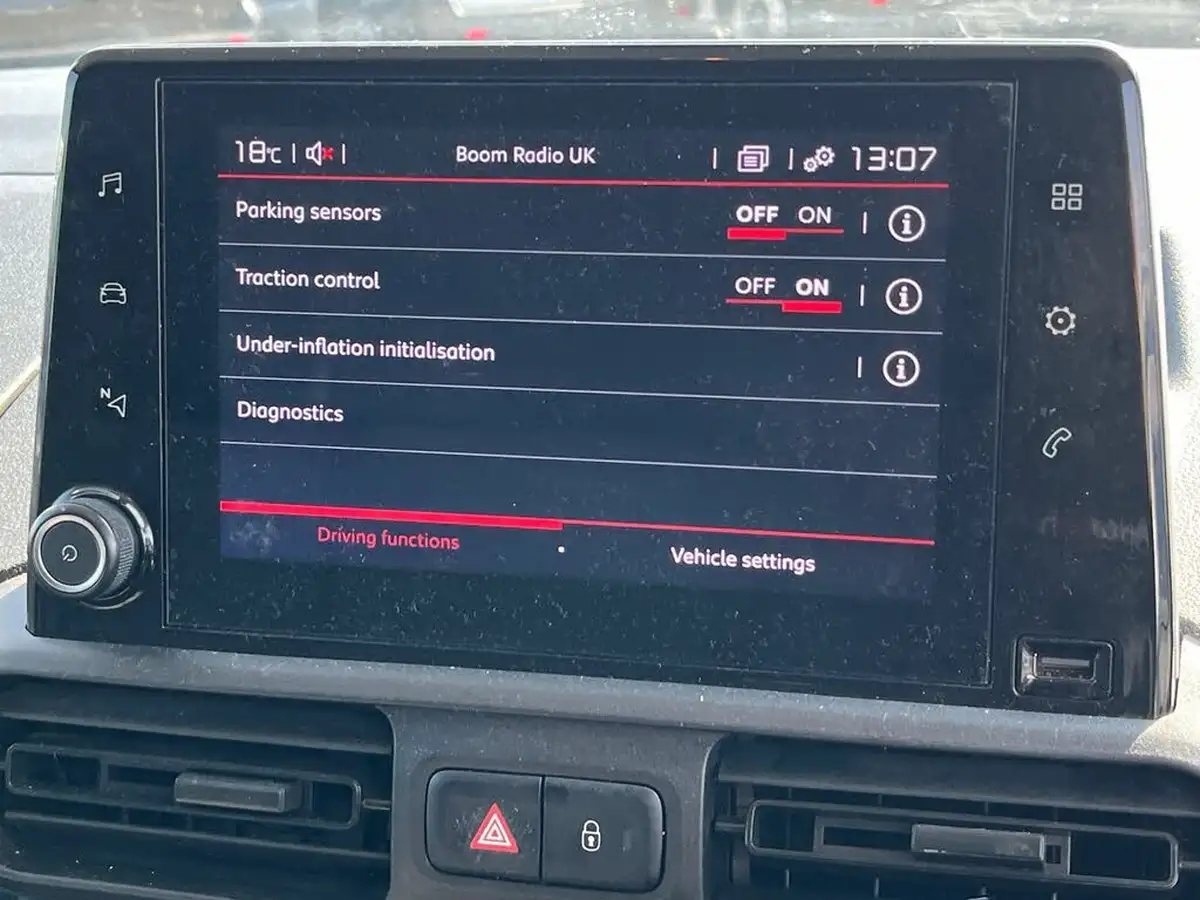 18°C Boom Radio UK 13:07
Parking sensors OFF ON
Traction control OFF ON
Under-inflation initialisation
Diagnostics
Driving functions Vehicle settings
N